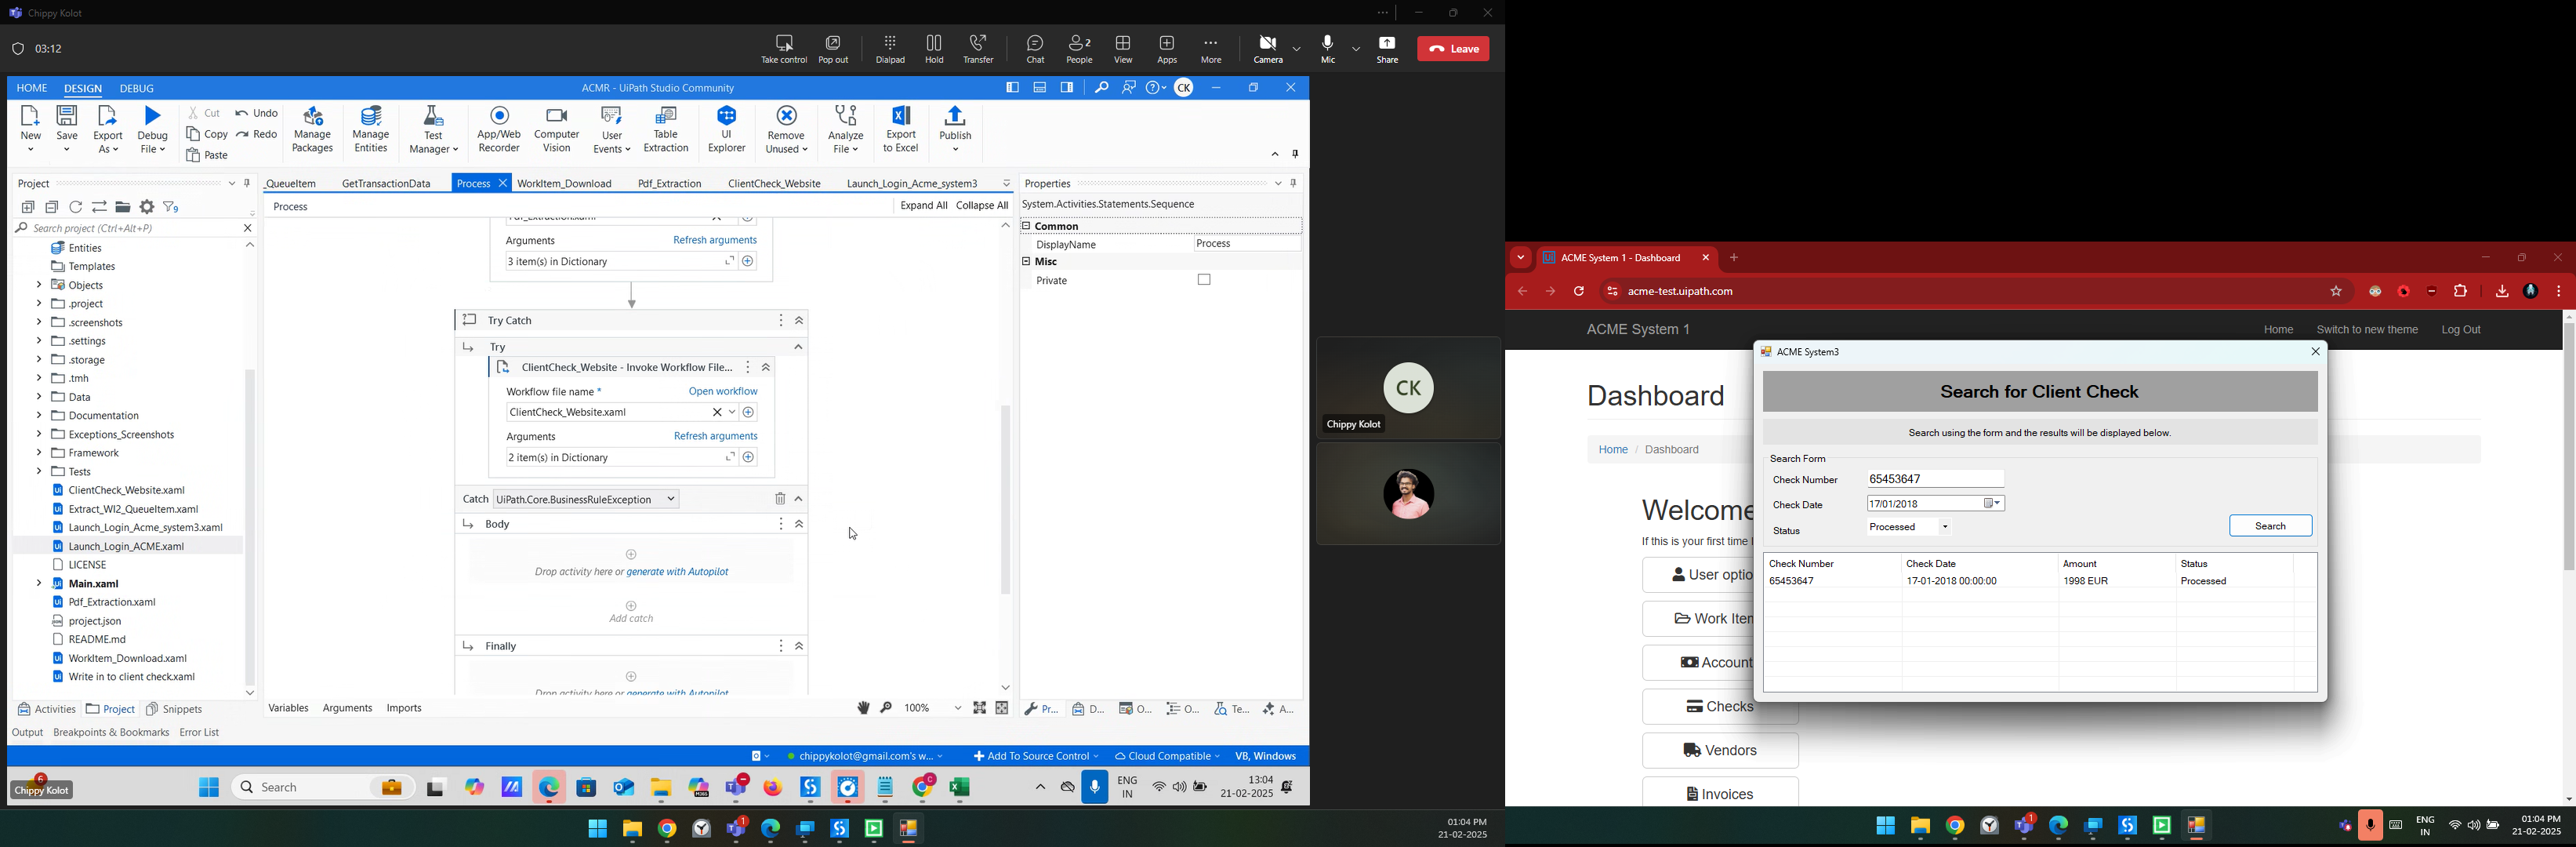 Chippy Kolot
03:12
Take control
Pop out
Dialpad
Hold
Transfer
Chat
2
People
View
Apps
More
Camera
Mic
Share
Leave
HOME
DESIGN
DEBUG
ACMR - UiPath Studio Community
CK
New
Save
Export As
Debug File
Cut
Copy
Paste
Undo
Redo
Manage Packages
Manage Entities
Test Manager
App/Web Recorder
Computer Vision
User Events
Table Extraction
UI Explorer
Remove Unused
Analyze File
Export to Excel
Publish
Project
Search project (Ctrl+Alt+P)
Entities
Templates
Objects
.project
.screenshots
.settings
.storage
.tmh
Data
Documentation
Exceptions_Screenshots
Framework
Tests
ClientCheck_Website.xaml
Extract_WI2_QueueItem.xaml
Launch_Login_Acme_system3.xaml
Launch_Login_ACME.xaml
LICENSE
Main.xaml
Pdf_Extraction.xaml
project.json
README.md
WorkItem_Download.xaml
Write in to client check.xaml
Activities
Project
Snippets
_QueueItem
GetTransactionData
Process
WorkItem_Download
Pdf_Extraction
ClientCheck_Website
Launch_Login_Acme_system3
Process
Expand All
Collapse All
Pdf_Extraction.xaml
Arguments
Refresh arguments
3 item(s) in Dictionary
Try Catch
Try
ClientCheck_Website - Invoke Workflow File...
Workflow file name *
Open workflow
ClientCheck_Website.xaml
Arguments
Refresh arguments
2 item(s) in Dictionary
Catch
UiPath.Core.BusinessRuleException
Body
Drop activity here or generate with Autopilot
Add catch
Finally
Drop activity here or generate with Autopilot
Variables
Arguments
Imports
100%
Properties
System.Activities.Statements.Sequence
Common
DisplayName
Process
Misc
Private
Pr...
D...
O...
O...
Te...
A...
Output
Breakpoints & Bookmarks
Error List
chippykolot@gmail.com's w...
Add To Source Control
Cloud Compatible
VB, Windows
6
Chippy Kolot
Search
ENG
IN
13:04
21-02-2025
CK
Chippy Kolot
1
01:04 PM
21-02-2025
ACME System 1 - Dashboard
acme-test.uipath.com
ACME System 1
Home
Switch to new theme
Log Out
Dashboard
Home / Dashboard
Welcome
If this is your first time
User optio
Work Iten
Account
Checks
Vendors
Invoices
ACME System3
Search for Client Check
Search using the form and the results will be displayed below.
Search Form
Check Number
65453647
Check Date
17/01/2018
Status
Processed
Search
Check Number
Check Date
Amount
Status
65453647
17-01-2018 00:00:00
1998 EUR
Processed
1
ENG
IN
01:04 PM
21-02-2025